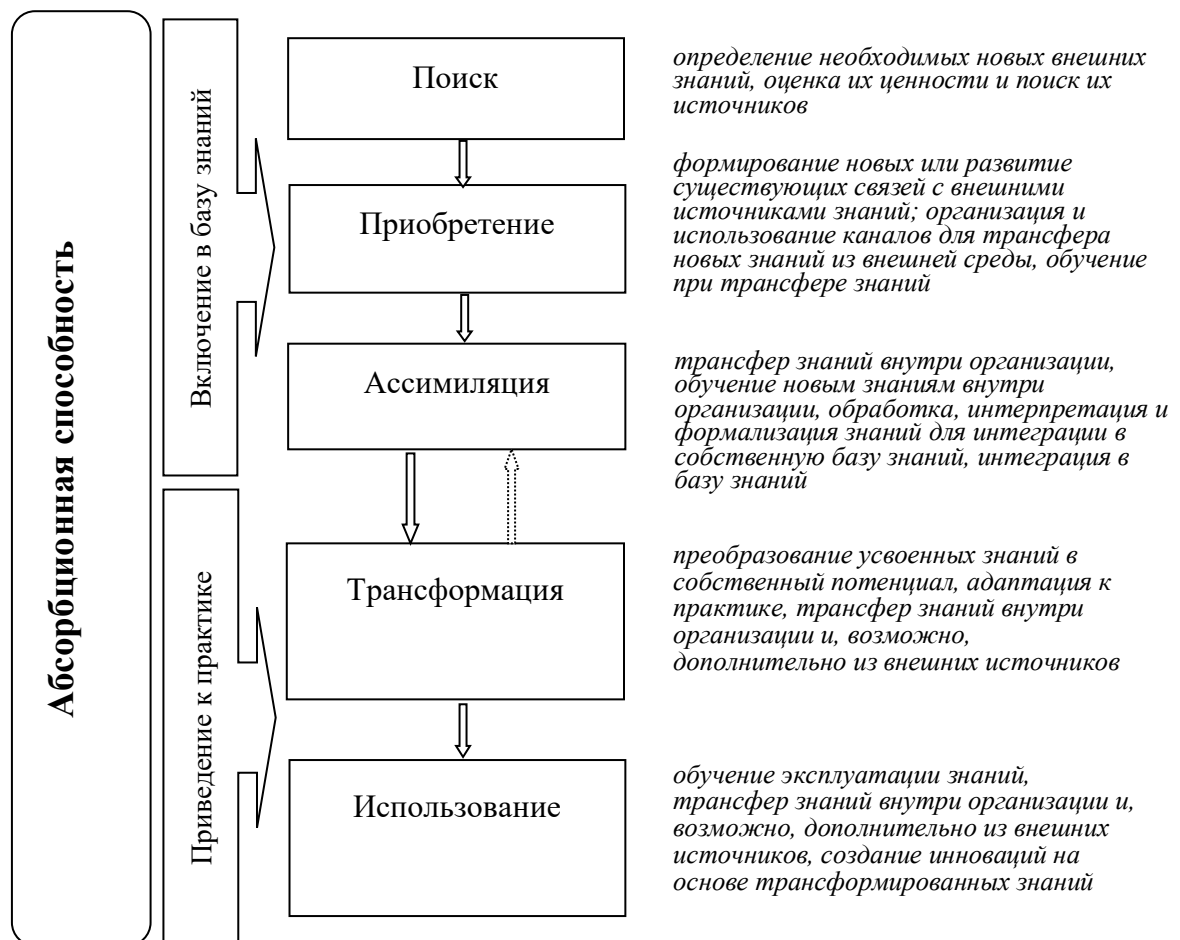 Абсорбционная способность
Включение в базу знаний
Поиск
определение необходимых новых внешних
знаний, оценка их ценности и поиск их
источников
Приобретение
формирование новых или развитие
существующих связей с внешними
источниками знаний; организация и
использование каналов для трансфера
новых знаний из внешней среды, обучение
при трансфере знаний
Ассимиляция
трансфер знаний внутри организации,
обучение новым знаниям внутри
организации, обработка, интерпретация и
формализация знаний для интеграции в
собственную базу знаний, интеграция в
базу знаний
Приведение к практике
Трансформация
преобразование усвоенных знаний в
собственный потенциал, адаптация к
практике, трансфер знаний внутри
организации и, возможно,
дополнительно из внешних источников
Использование
обучение эксплуатации знаний,
трансфер знаний внутри организации и,
возможно, дополнительно из внешних
источников, создание инноваций на
основе трансформированных знаний